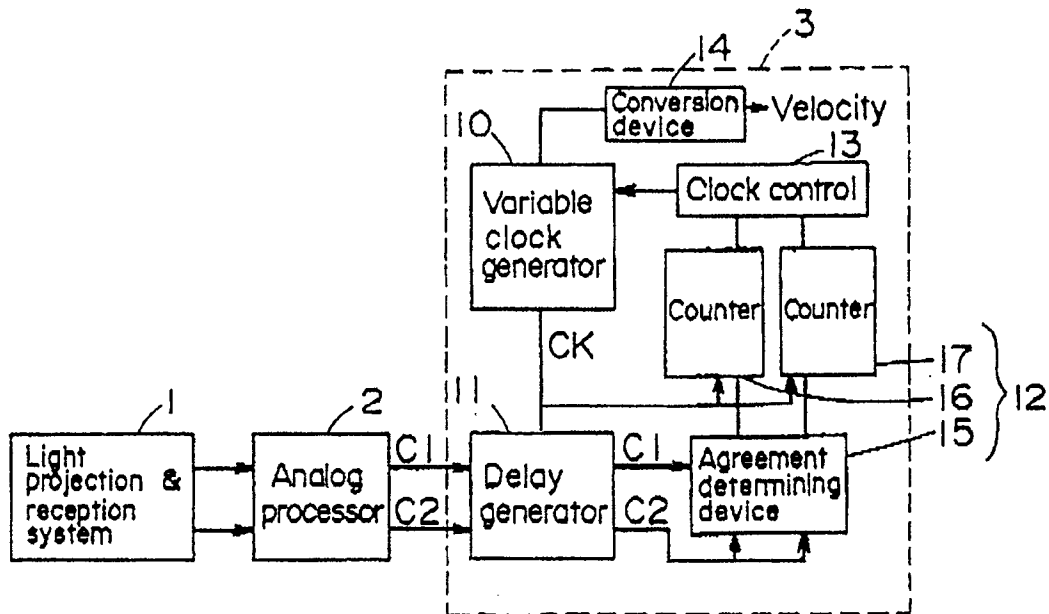 3
14
Conversion
device
Velocity
10
13
Variable
clock
generator
Clock control
Counter
Counter
CK
17
16
12
15
1
2
11
Light
projection &
reception
system
Analog
processor
C1
C2
Delay
generator
C1
C2
Agreement
determining
device